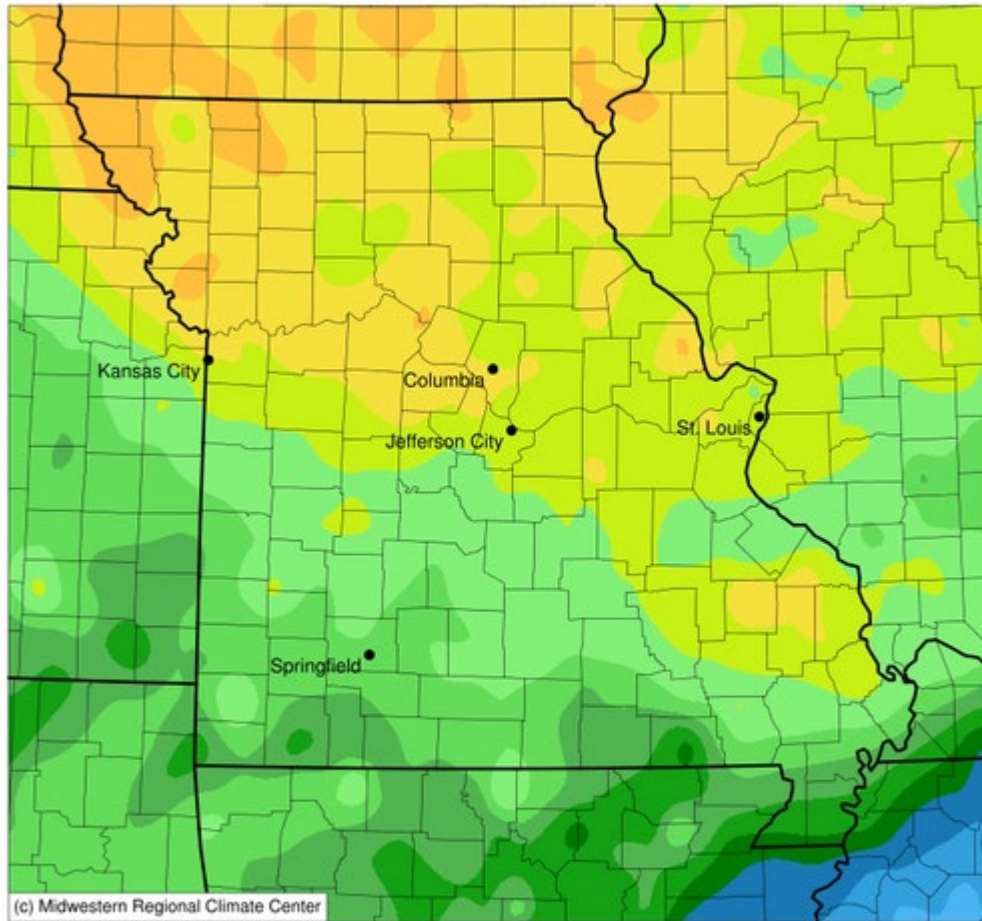 Kansas City
Columbia
Jefferson City
St. Louis
Springfield
(c) Midwestern Regional Climate Center